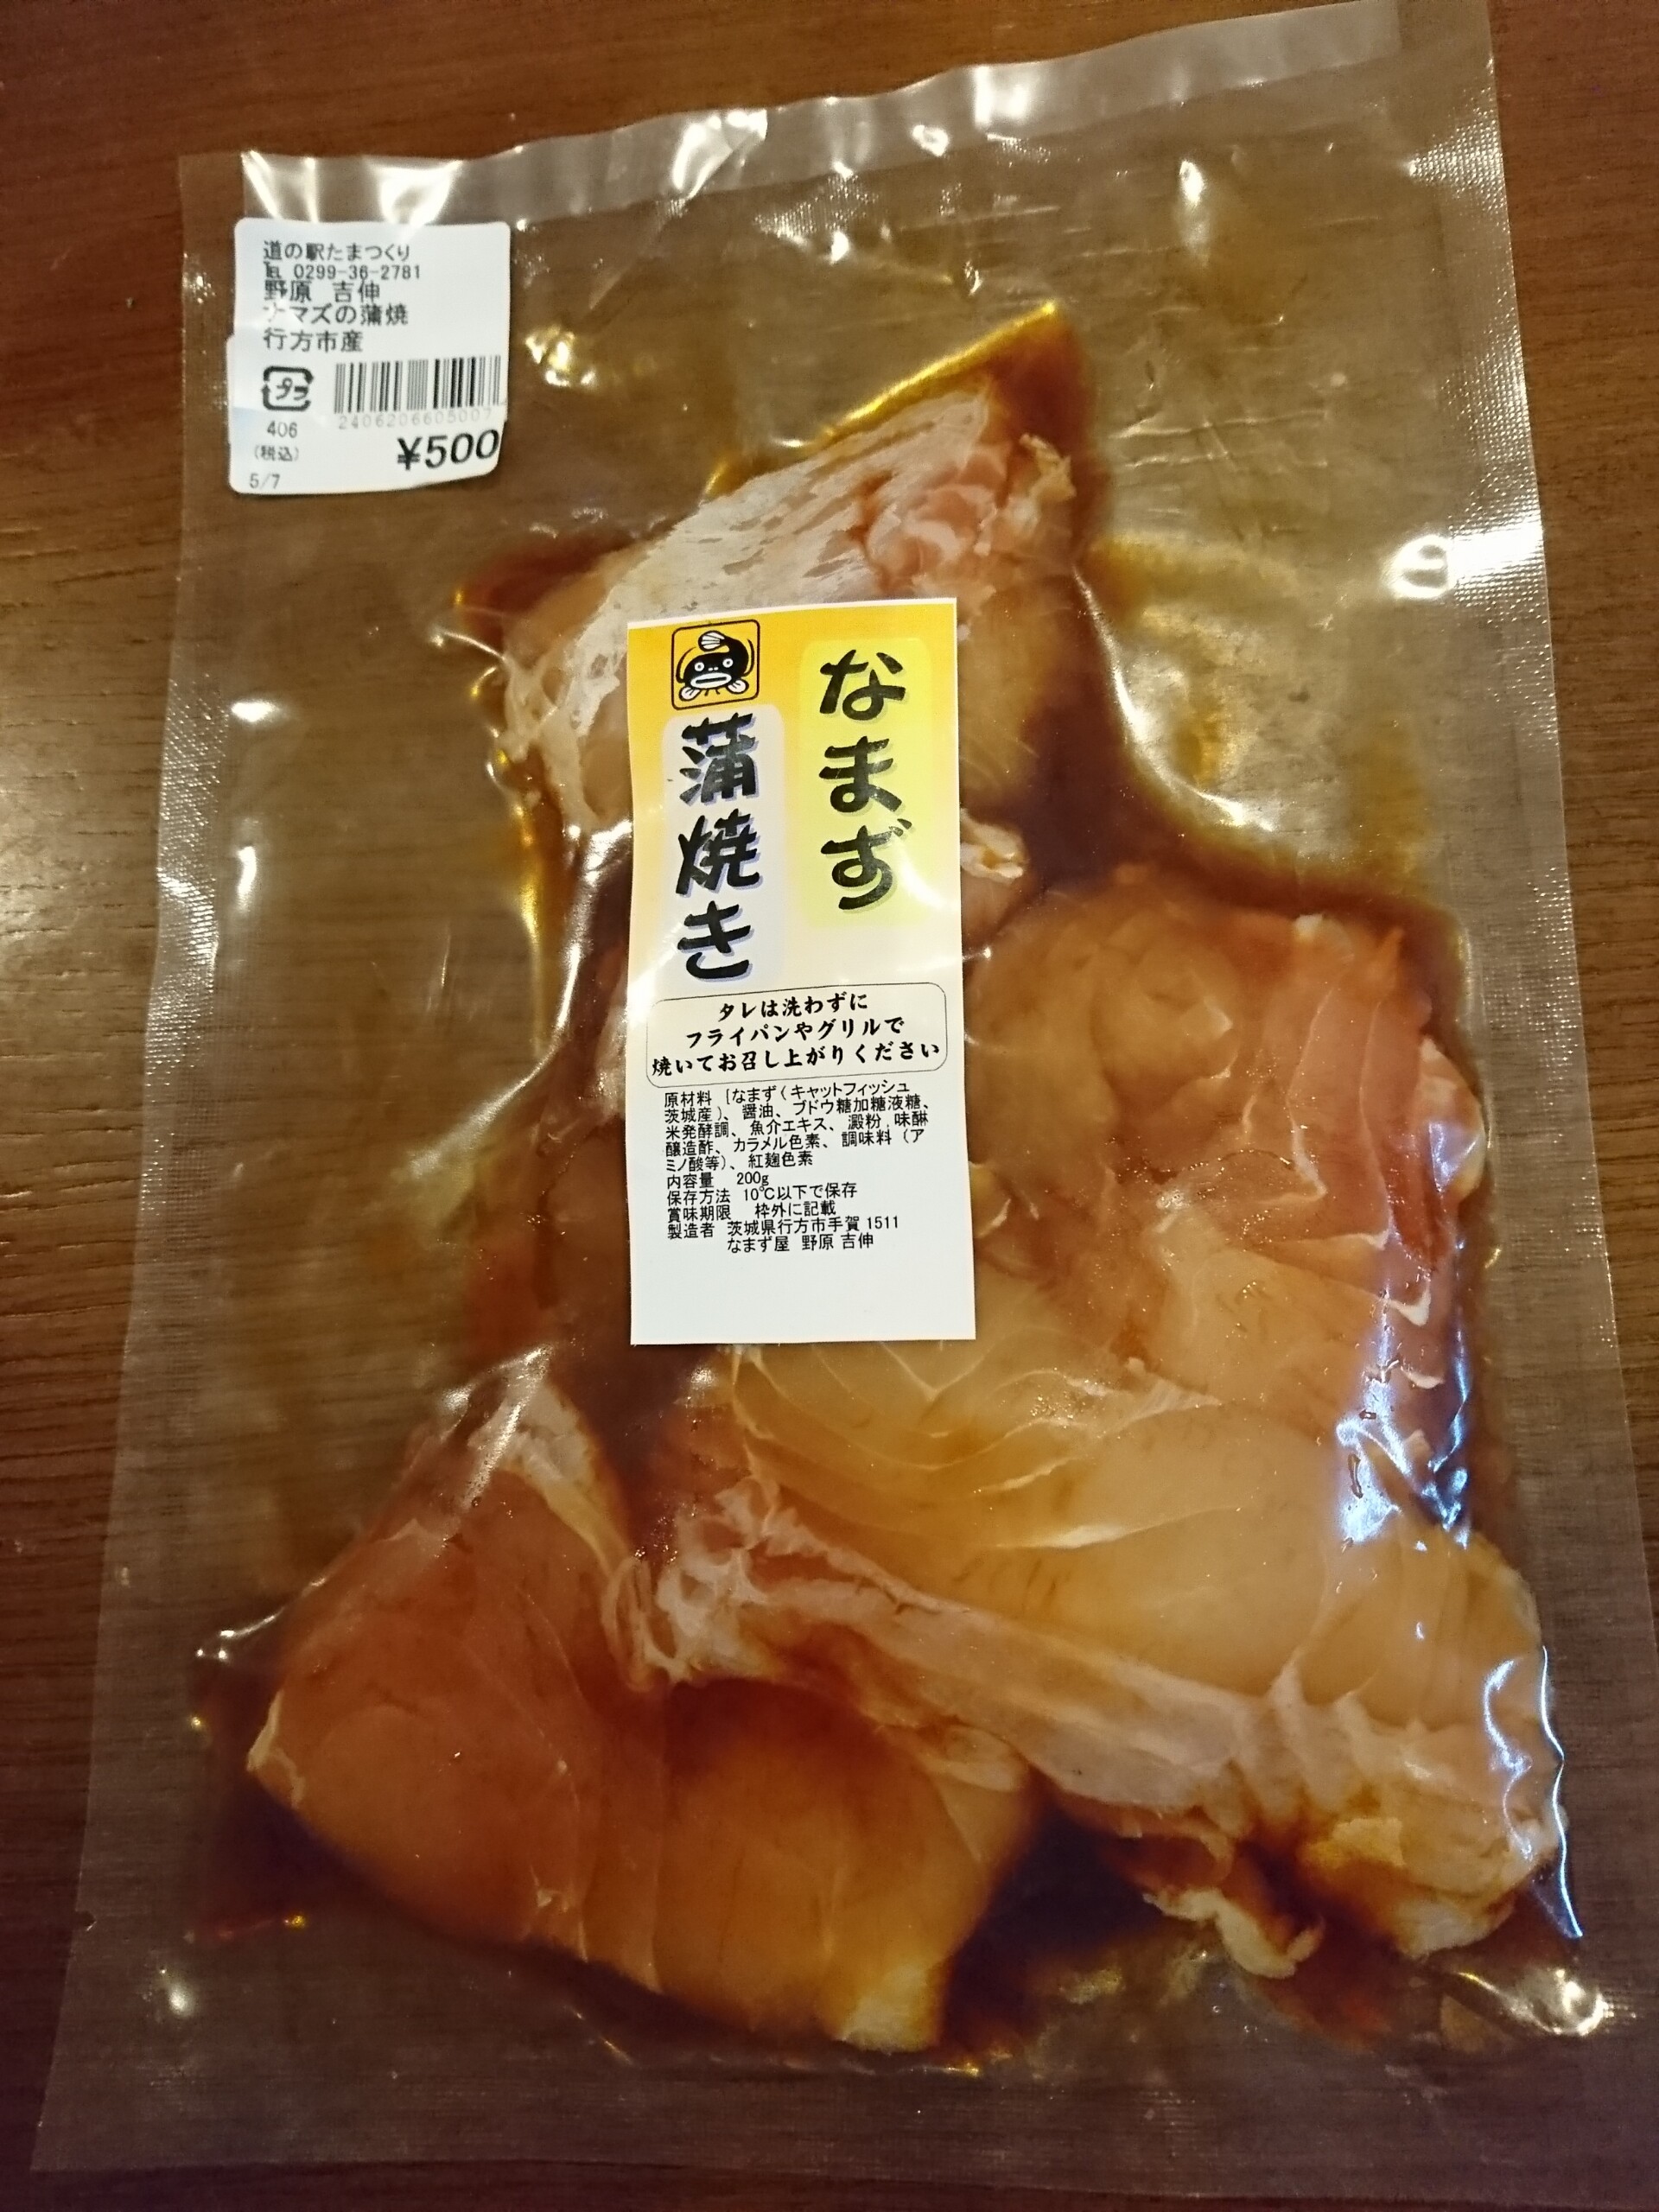 道の駅たまつくり
℡ 0299-36-2781
野原 吉伸
ナマズの蒲焼
行方市産
プラ
2406206605007
406
(税込)
¥500
5/7
なまず
蒲焼き
タレは洗わずに
フライパンやグリルで
焼いてお召し上がりください
原材料 [なまず(キャットフィッシュ
茨城産)、醤油、ブドウ糖加糖液糖、
米発酵調、魚介エキス、澱粉、味醂
醸造酢、カラメル色素、調味料(ア
ミノ酸等)、紅麹色素
内容量 200g
保存方法 10℃以下で保存
賞味期限 枠外に記載
製造者 茨城県行方市手賀1511
なまず屋 野原 吉伸